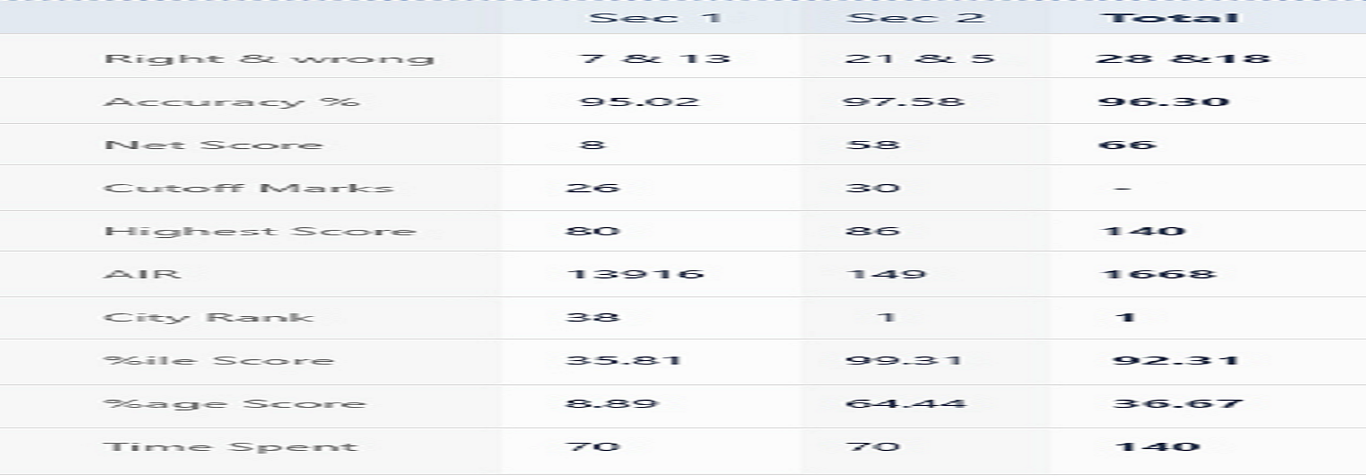 Sec 1 Sec 2 Total
Right & wrong 7 & 13 21 & 5 28 &18
Accuracy % 95.02 97.58 96.30
Net Score 8 58 66
Cutoff Marks 26 30 -
Highest Score 80 86 140
AIR 13916 149 1668
City Rank 38 1 1
%ile Score 35.81 99.31 92.31
%age Score 8.89 64.44 36.67
Time Spent 70 70 140